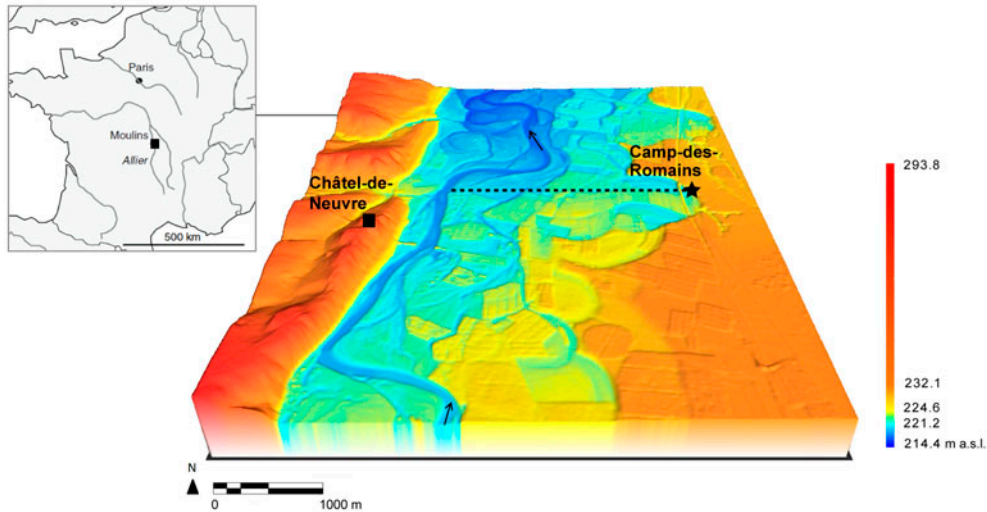 Paris
Moulins
Allier
500 km
Châtel-de-
Neuvre
Camp-des-
Romains
293.8
232.1
224.6
221.2
214.4 m a.s.l.
N
0 1000 m